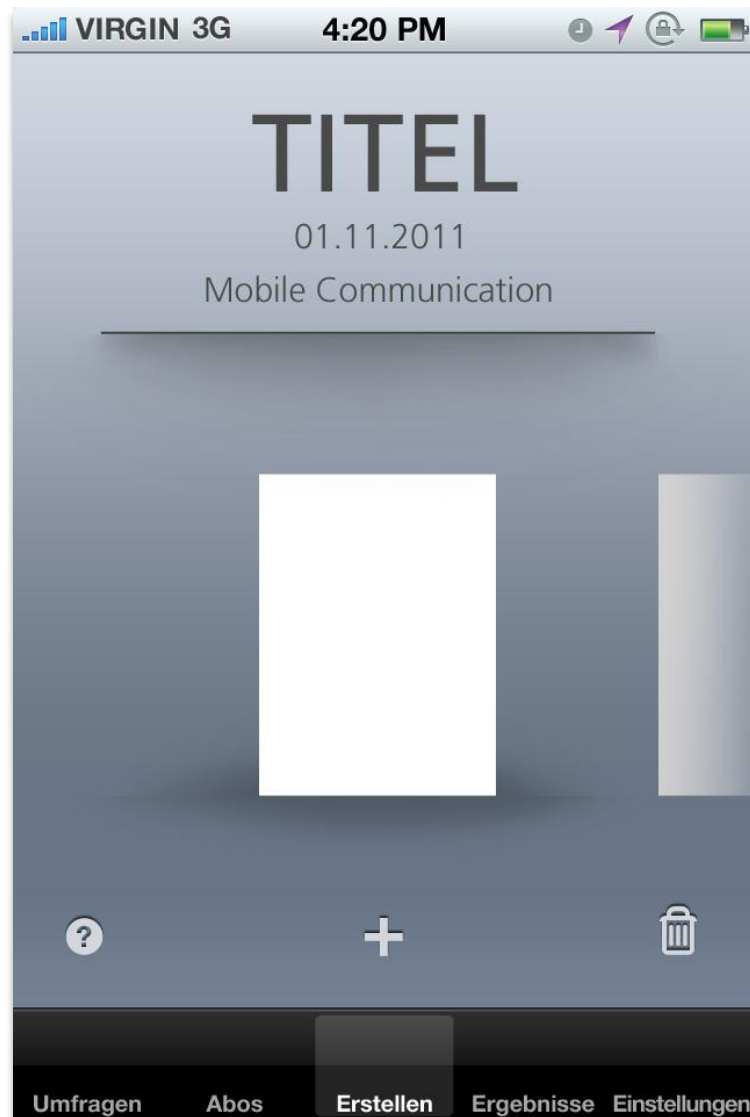 VIRGIN 3G 4:20 PM
TITEL
01.11.2011
Mobile Communication
?
Umfragen Abos Erstellen Ergebnisse Einstellungen